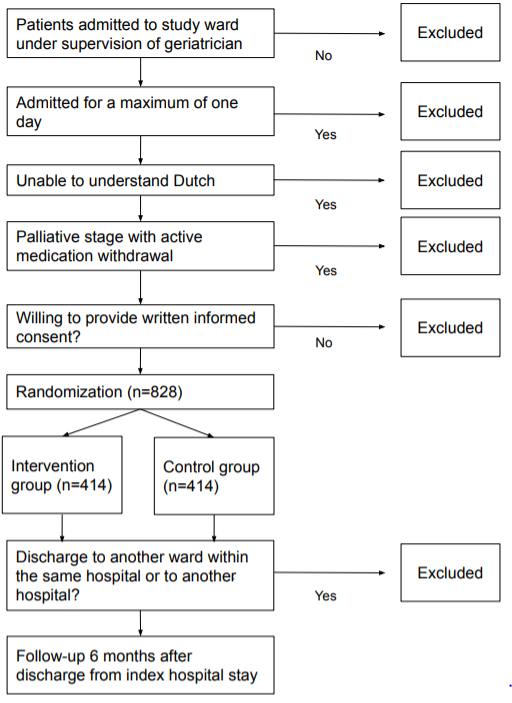 Patients admitted to study ward
under supervision of geriatrician
Excluded
No
Admitted for a maximum of one
day
Excluded
Yes
Unable to understand Dutch
Excluded
Yes
Palliative stage with active
medication withdrawal
Excluded
Yes
Willing to provide written informed
consent?
Excluded
No
Randomization (n=828)
Intervention
group (n=414)
Control group
(n=414)
Discharge to another ward within
the same hospital or to another
hospital?
Excluded
Yes
Follow-up 6 months after
discharge from index hospital stay
.